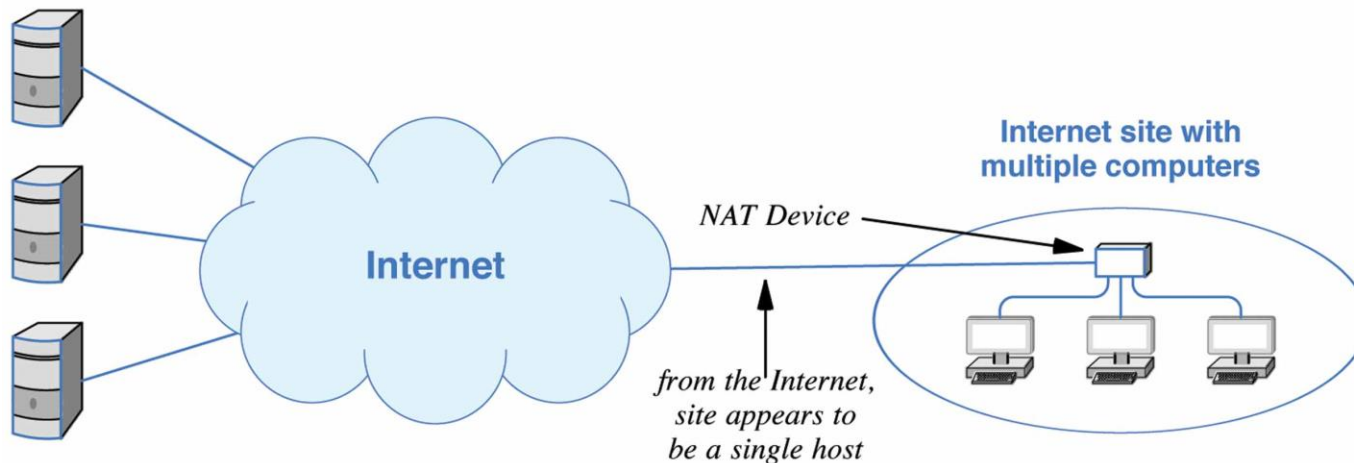 Internet site with
multiple computers
NAT Device
Internet
from the Internet,
site appears to
be a single host